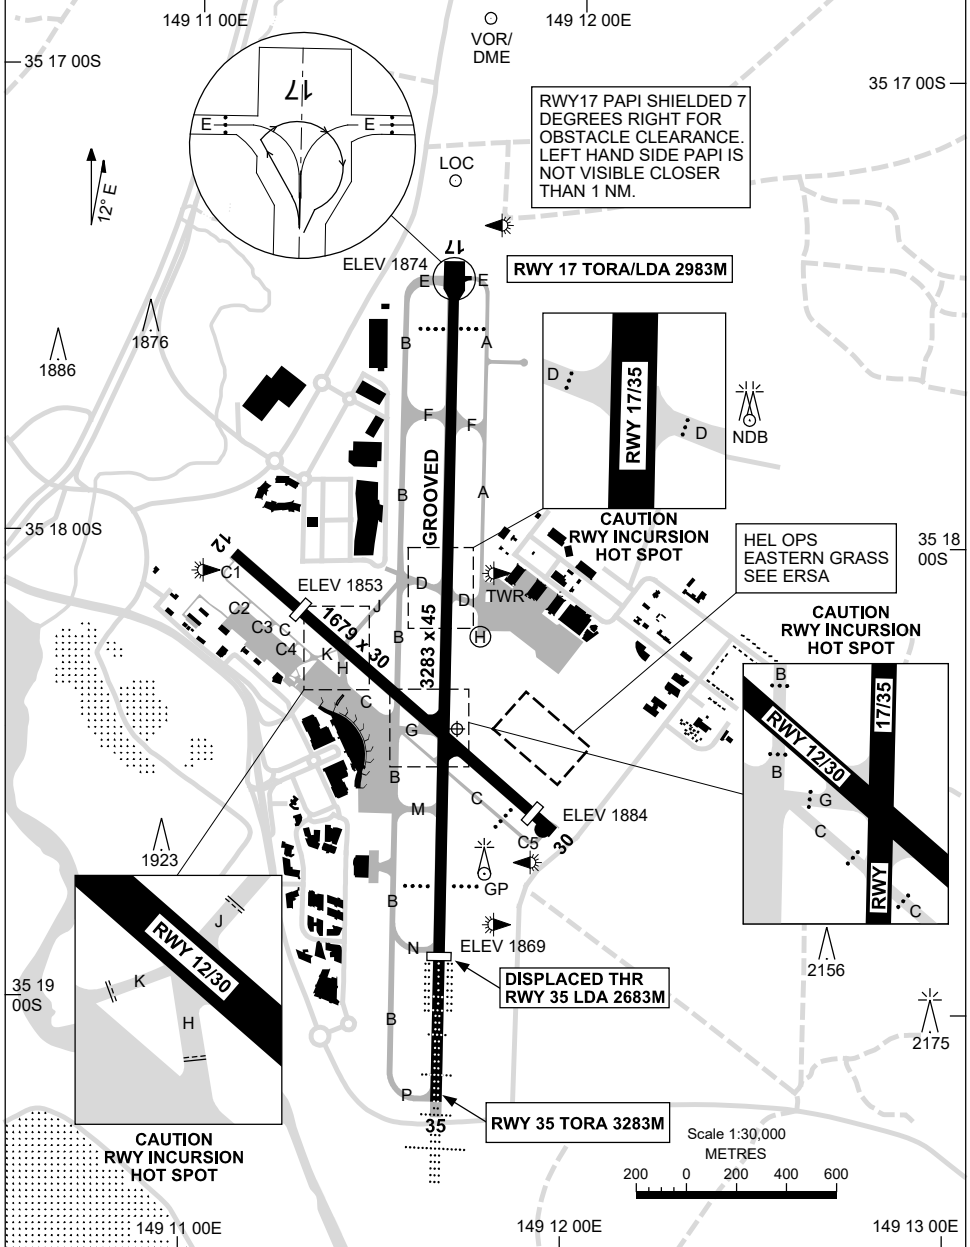 149 11 00E
149 12 00E
VOR/
DME
35 17 00S
35 17 00S
17
E
E
RWY17 PAPI SHIELDED 7
DEGREES RIGHT FOR
OBSTACLE CLEARANCE.
LEFT HAND SIDE PAPI IS
NOT VISIBLE CLOSER
THAN 1 NM.
LOC
12° E
17
ELEV 1874
RWY 17 TORA/LDA 2983M
E
E
1876
1886
B
A
D
RWY 17/35
D
NDB
F
F
GROOVED
B
A
35 18 00S
CAUTION
RWY INCURSION
HOT SPOT
HEL OPS
EASTERN GRASS
SEE ERSA
35 18
00S
12
C1
ELEV 1853
D
D
TWR
J
C2
C3
C
C4
1679 x 30
K
H
B
3283 x 45
H
CAUTION
RWY INCURSION
HOT SPOT
C
G
B
RWY 12/30
17/35
B
G
C
RWY
C
B
M
C
ELEV 1884
C5
30
1923
GP
B
N
ELEV 1869
2156
RWY 12/30
J
K
H
DISPLACED THR
RWY 35 LDA 2683M
35 19
00S
B
2175
P
35
RWY 35 TORA 3283M
CAUTION
RWY INCURSION
HOT SPOT
Scale 1:30,000
METRES
200 0 200 400 600
149 11 00E
149 12 00E
149 13 00E